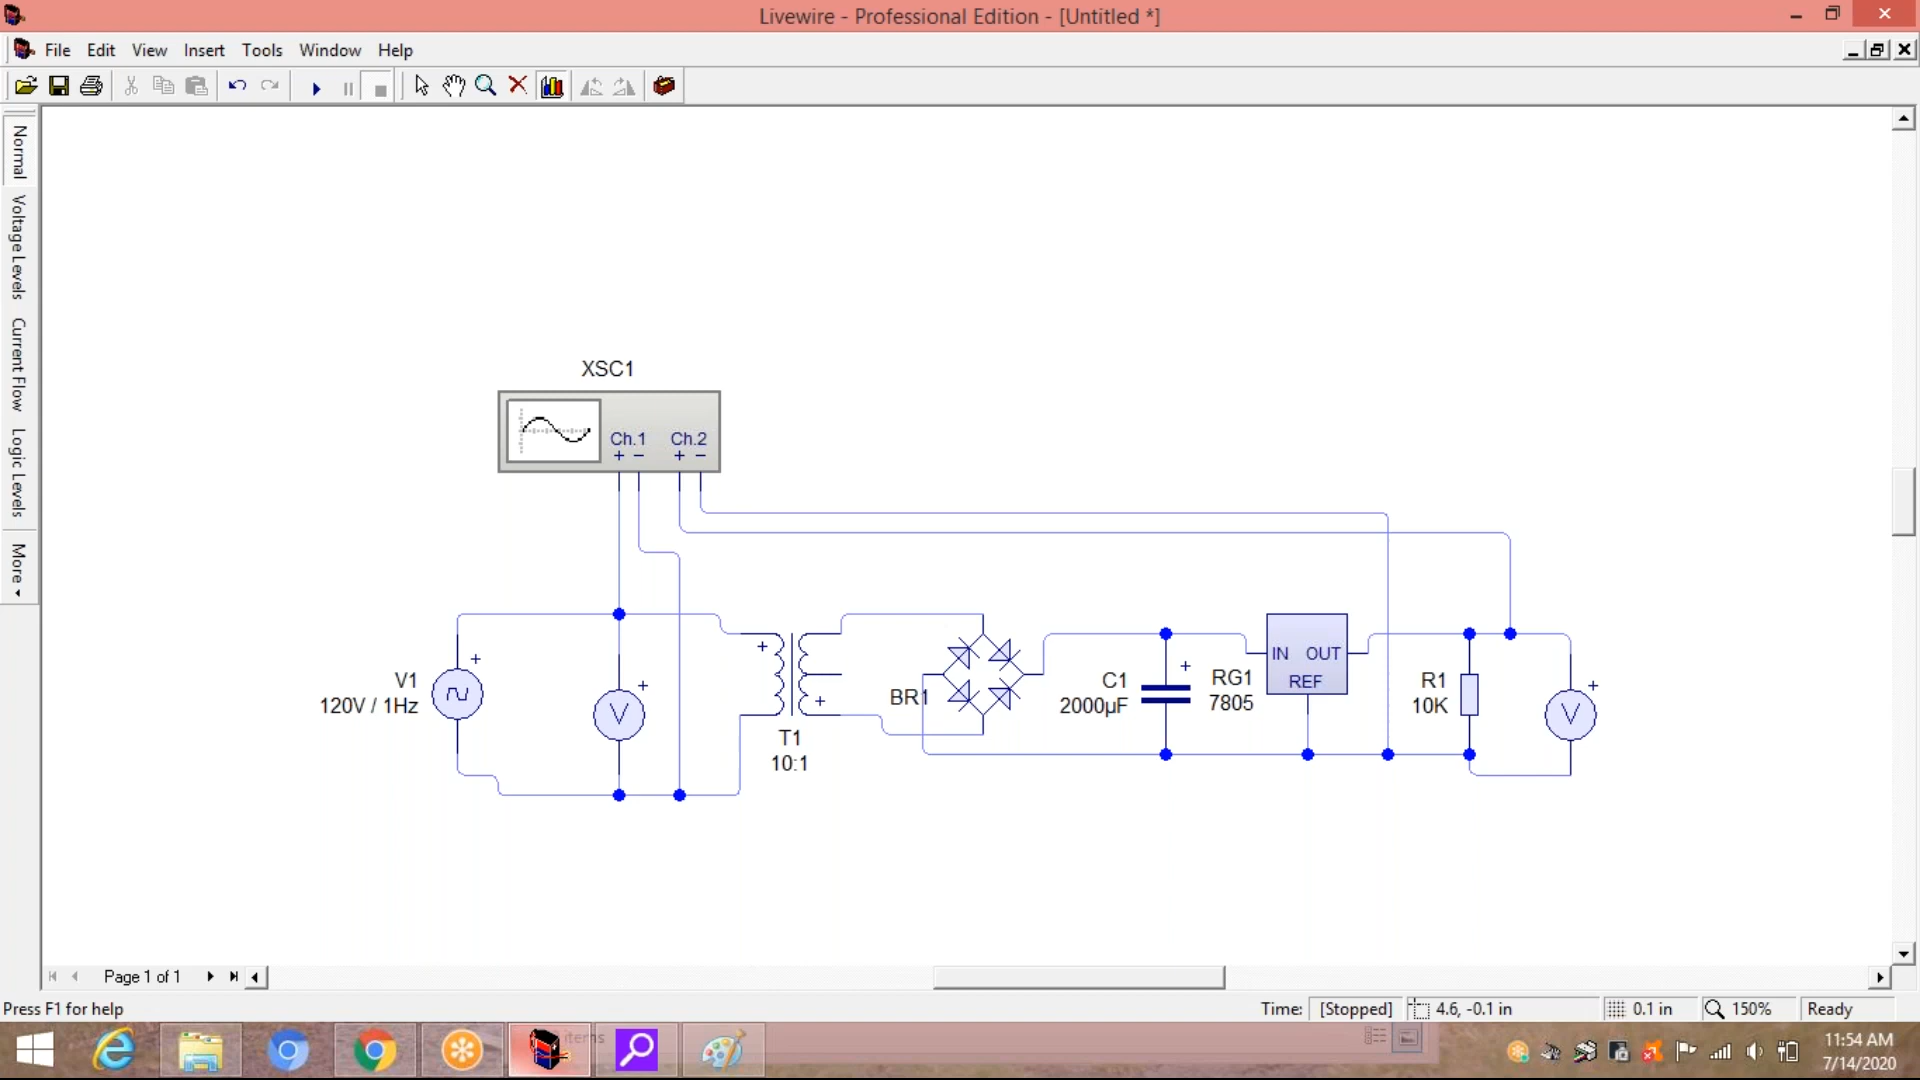 Livewire - Professional Edition - [Untitled *]
File Edit View Insert Tools Window Help
Normal
Voltage Levels
Current Flow
Logic Levels
More
XSC1
Ch.1 Ch.2
+ − + −
V1
120V / 1Hz
+
V
+
+
+
T1
10:1
BR1
C1
2000µF
+
RG1
7805
IN OUT
REF
R1
10K
V
+
Page 1 of 1
Press F1 for help
Time: [Stopped] 4.6, -0.1 in 0.1 in 150% Ready
items
11:54 AM
7/14/2020